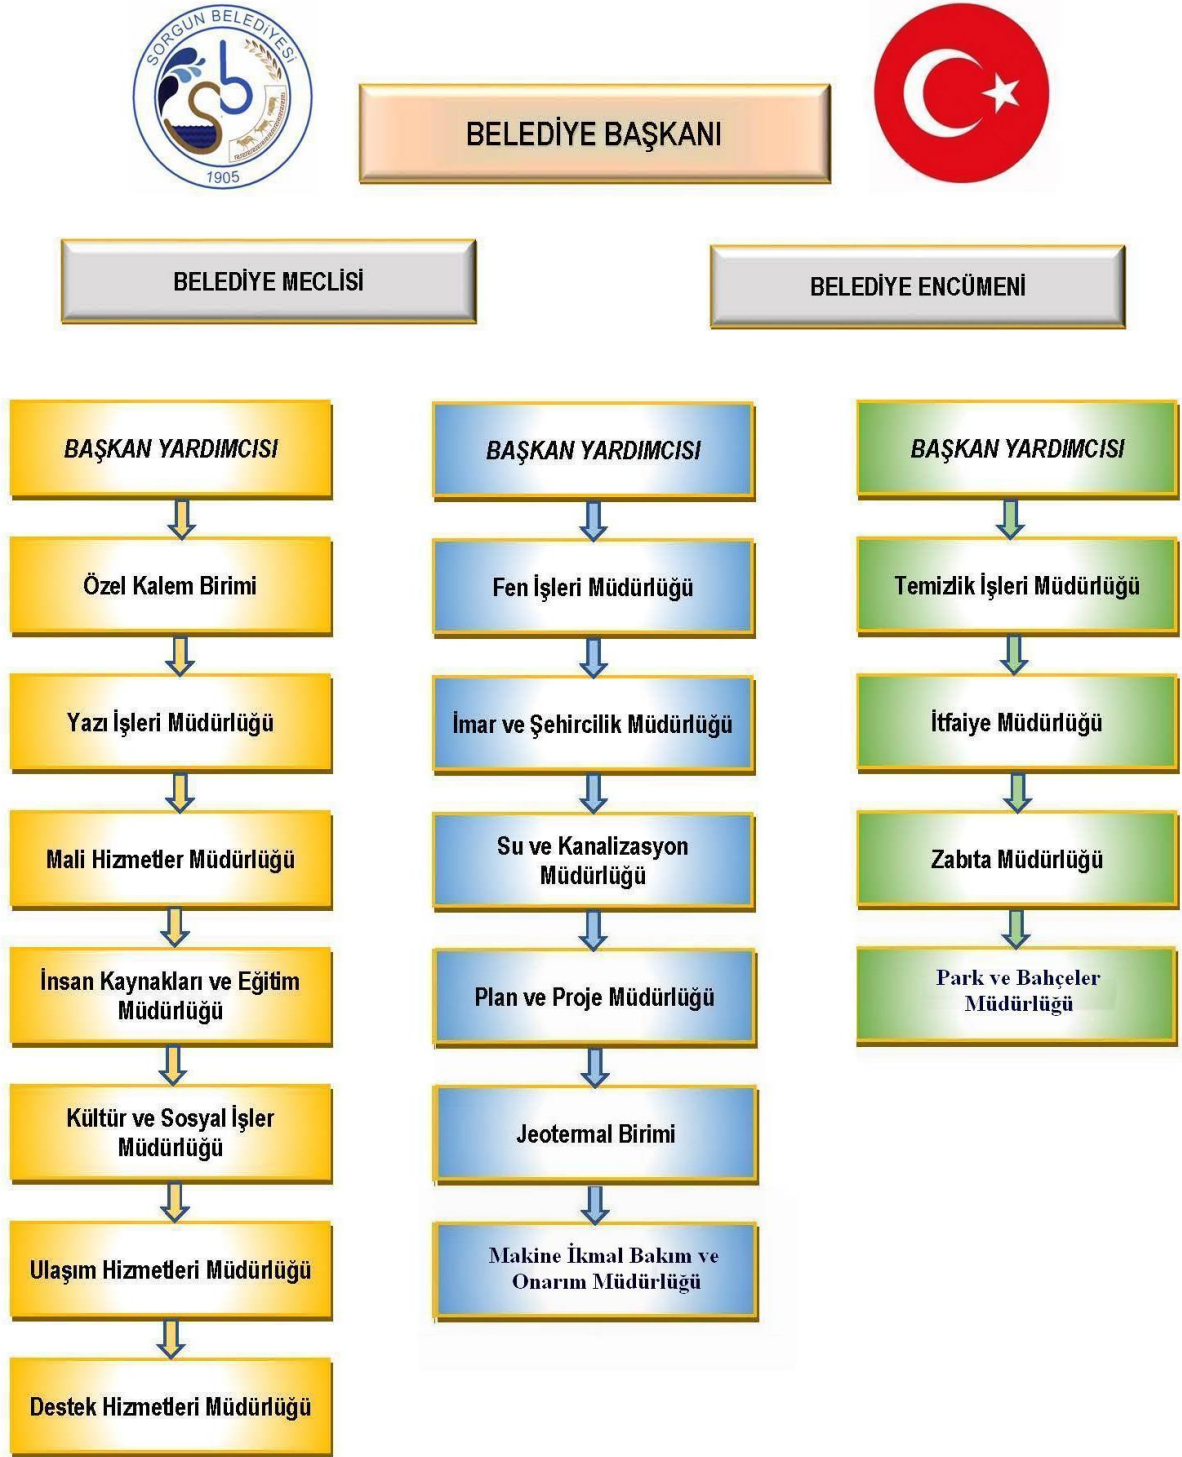 SORGUN BELEDİYESİ
1905
BELEDİYE BAŞKANI
BELEDİYE MECLİSİ
BELEDİYE ENCÜMENİ
BAŞKAN YARDIMCISI
Özel Kalem Birimi
Yazı İşleri Müdürlüğü
Mali Hizmetler Müdürlüğü
İnsan Kaynakları ve Eğitim
Müdürlüğü
Kültür ve Sosyal İşler
Müdürlüğü
Ulaşım Hizmetleri Müdürlüğü
Destek Hizmetleri Müdürlüğü
BAŞKAN YARDIMCISI
Fen İşleri Müdürlüğü
İmar ve Şehircilik Müdürlüğü
Su ve Kanalizasyon
Müdürlüğü
Plan ve Proje Müdürlüğü
Jeotermal Birimi
Makine İkmal Bakım ve
Onarım Müdürlüğü
BAŞKAN YARDIMCISI
Temizlik İşleri Müdürlüğü
İtfaiye Müdürlüğü
Zabıta Müdürlüğü
Park ve Bahçeler
Müdürlüğü